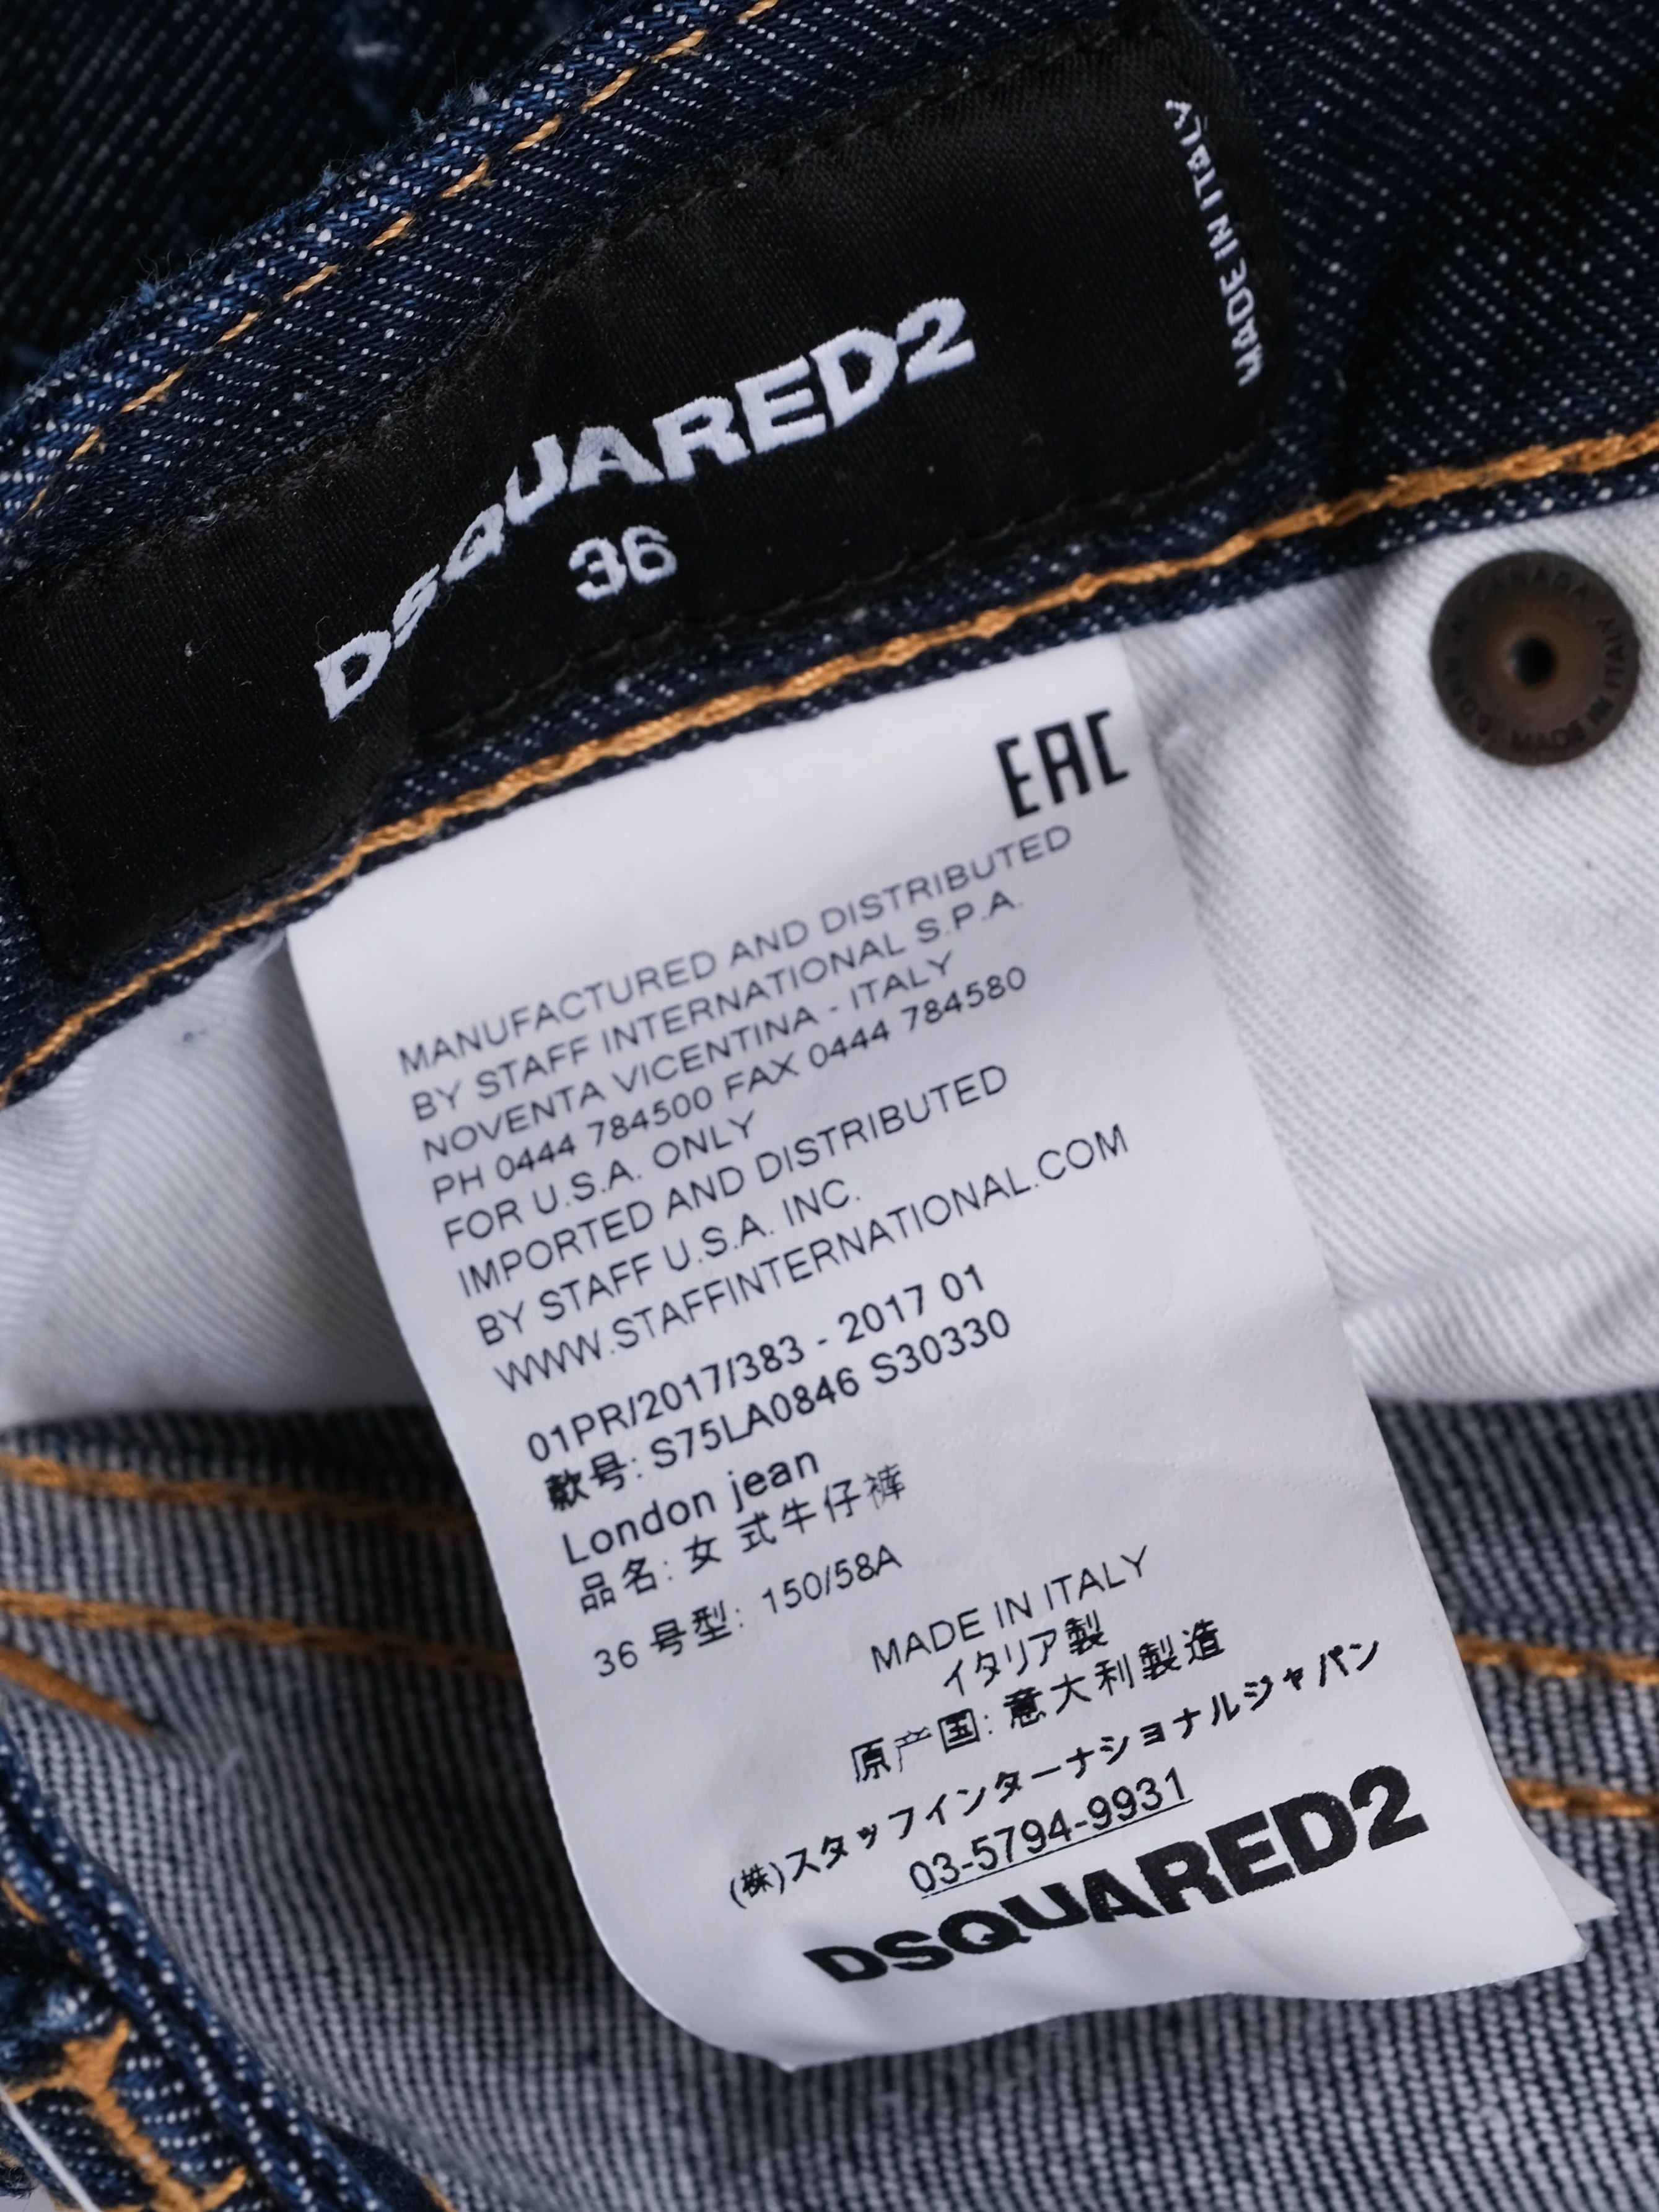 MADE IN ITALY
DSQUARED2
36
BORN IN CANADA MADE IN ITALY
EAC
MANUFACTURED AND DISTRIBUTED
BY STAFF INTERNATIONAL S.P.A.
NOVENTA VICENTINA - ITALY
PH 0444 784500 FAX 0444 784580
FOR U.S.A. ONLY
IMPORTED AND DISTRIBUTED
BY STAFF U.S.A. INC.
WWW.STAFFINTERNATIONAL.COM
01PR/2017/383 - 2017 01
款号: S75LA0846 S30330
London jean
品名: 女 式牛仔裤
36 号型: 150/58A
MADE IN ITALY
イタリア製
原产国: 意大利製造
(株)スタッフインターナショナルジャパン
03-5794-9931
DSQUARED2